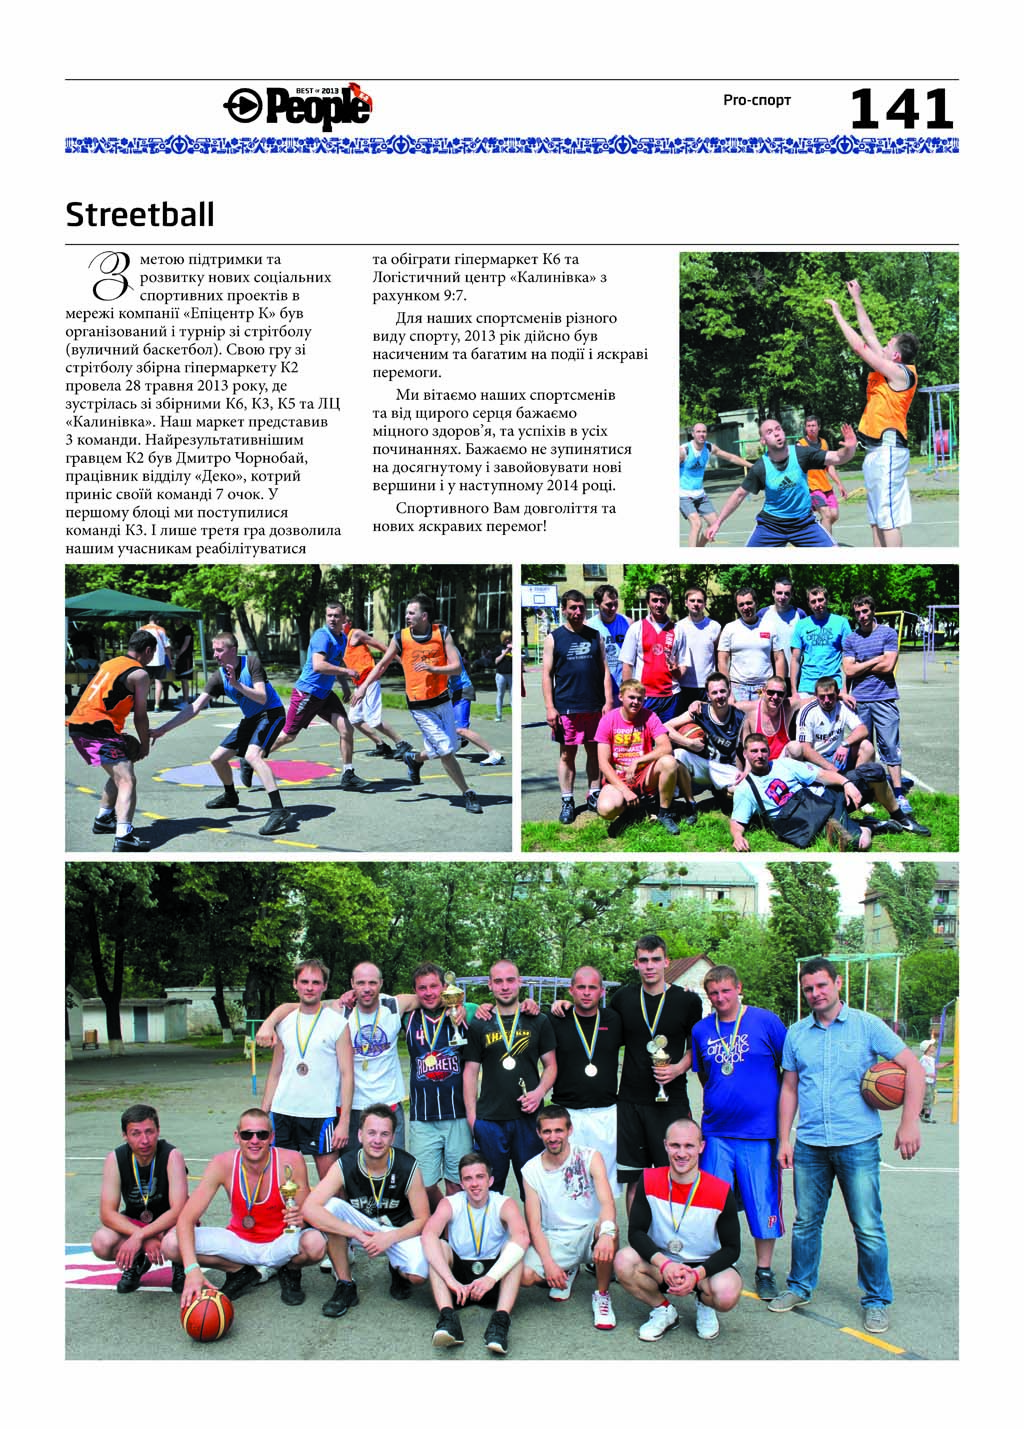 BEST OF 2013
People
Pro-спорт
141
Streetball
З метою підтримки та
розвитку нових соціальних
спортивних проектів в
мережі компанії «Епіцентр К» був
організований і турнір зі стрітболу
(вуличний баскетбол). Свою гру зі
стрітболу збірна гіпермаркету К2
провела 28 травня 2013 року, де
зустрілась зі збірними К6, К3, К5 та ЛЦ
«Калинівка». Наш маркет представив
3 команди. Найрезультативнішим
гравцем К2 був Дмитро Чорнобай,
працівник відділу «Деко», котрий
приніс своїй команді 7 очок. У
першому блоці ми поступилися
команді К3. І лише третя гра дозволила
нашим учасникам реабілітуватися
та обіграти гіпермаркет К6 та
Логістичний центр «Калинівка» з
рахунком 9:7.
Для наших спортсменів різного
виду спорту, 2013 рік дійсно був
насиченим та багатим на події і яскраві
перемоги.
Ми вітаємо наших спортсменів
та від щирого серця бажаємо
міцного здоров’я, та успіхів в усіх
починаннях. Бажаємо не зупинятися
на досягнутому і завойовувати нові
вершини і у наступному 2014 році.
Спортивного Вам довголіття та
нових яскравих перемог!
4
ROCKETS
the
athletic
dept.
SPURS